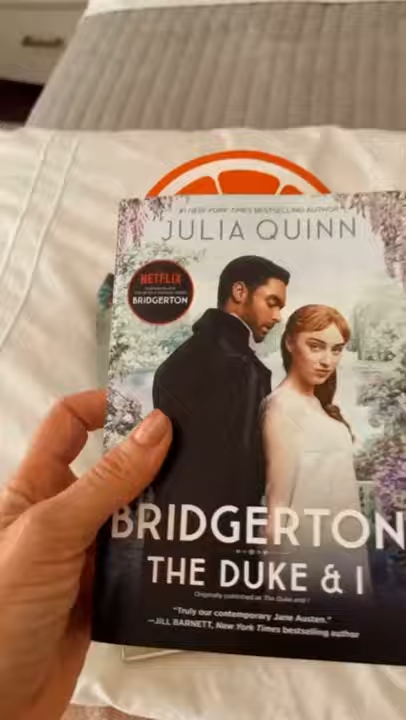 #1 NEW YORK TIMES BESTSELLING AUTHOR
JULIA QUINN
NETFLIX
BRIDGERTON
BRIDGERTON
THE DUKE & I
Originally published as The Duke and I
"Truly our contemporary Jane Austen."
—JILL BARNETT, New York Times bestselling author